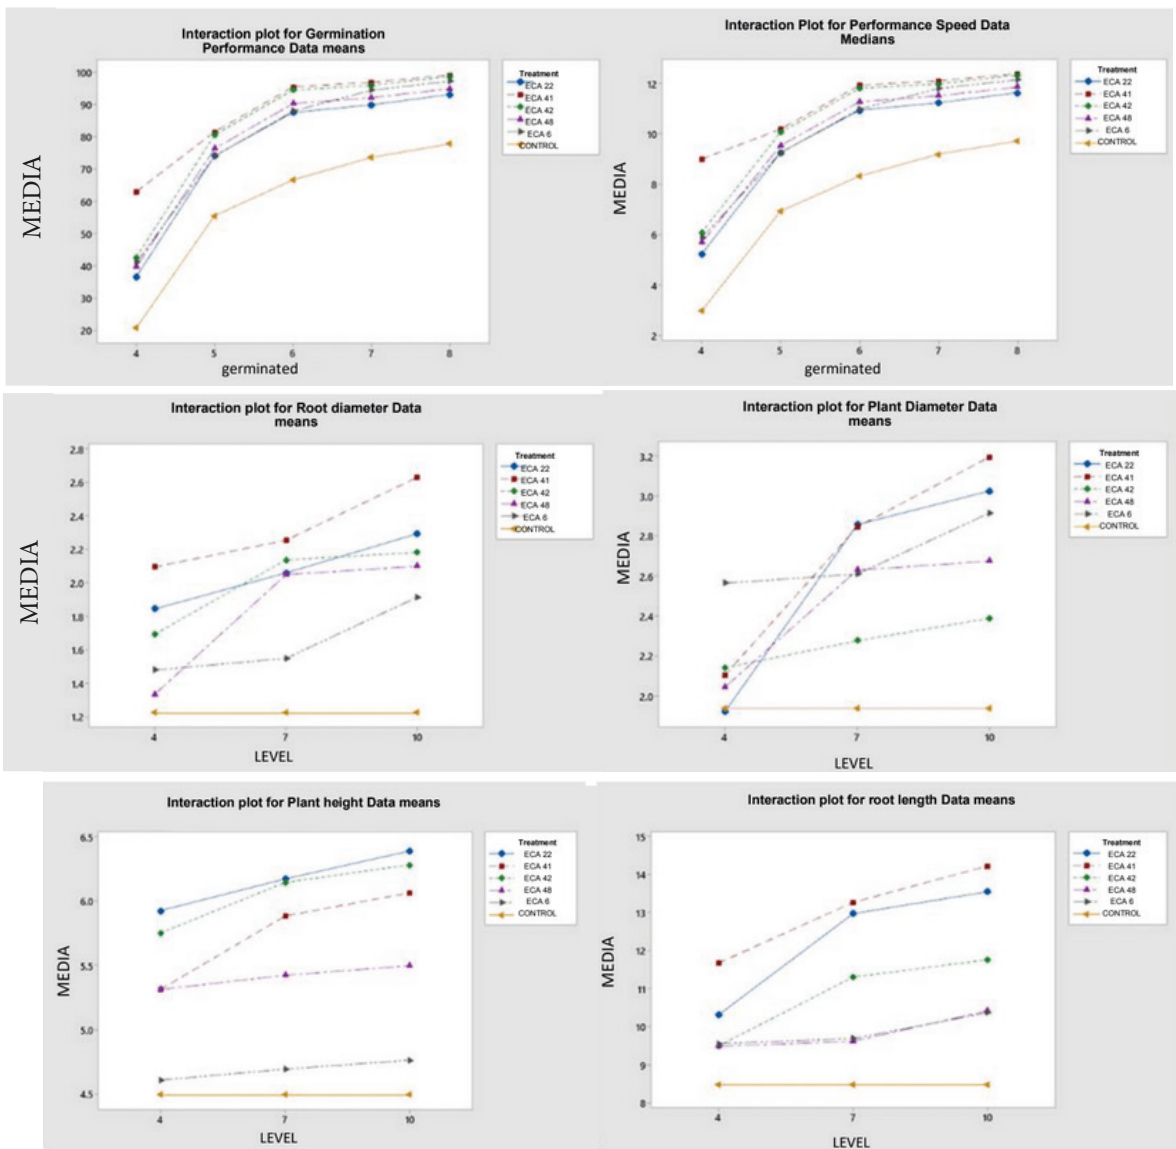 Interaction plot for Germination
Performance Data means
MEDIA
100
90
80
70
60
50
40
30
20
4 5 6 7 8
germinated
Treatment
ECA 22
ECA 41
ECA 42
ECA 48
ECA 6
CONTROL
Interaction Plot for Performance Speed Data
Medians
MEDIA
12
10
8
6
4
2
4 5 6 7 8
germinated
Treatment
ECA 22
ECA 41
ECA 42
ECA 48
ECA 6
CONTROL
Interaction plot for Root diameter Data
means
MEDIA
2.8
2.6
2.4
2.2
2.0
1.8
1.6
1.4
1.2
4 7 10
LEVEL
Treatment
ECA 22
ECA 41
ECA 42
ECA 48
ECA 6
CONTROL
Interaction plot for Plant Diameter Data
means
MEDIA
3.2
3.0
2.8
2.6
2.4
2.2
2.0
4 7 10
LEVEL
Treatment
ECA 22
ECA 41
ECA 42
ECA 48
ECA 6
CONTROL
Interaction plot for Plant height Data means
MEDIA
6.5
6.0
5.5
5.0
4.5
4 7 10
LEVEL
Treatment
ECA 22
ECA 41
ECA 42
ECA 48
ECA 6
CONTROL
Interaction plot for root length Data means
MEDIA
15
14
13
12
11
10
9
8
4 7 10
LEVEL
Treatment
ECA 22
ECA 41
ECA 42
ECA 48
ECA 6
CONTROL